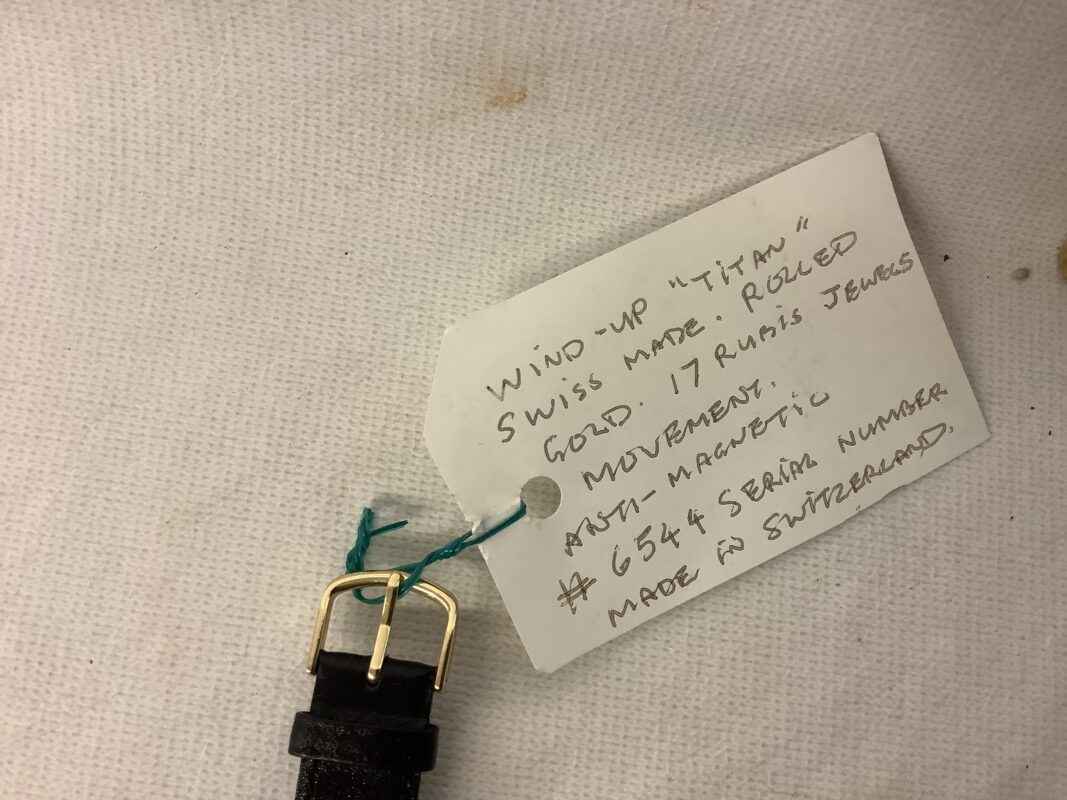 WIND-UP "TITAN"
SWISS MADE. ROLLED
GOLD. 17 RUBIS JEWELS
MOVEMENT.
ANTI-MAGNETIC
# 6544 SERIAL NUMBER
MADE IN SWITZERLAND.